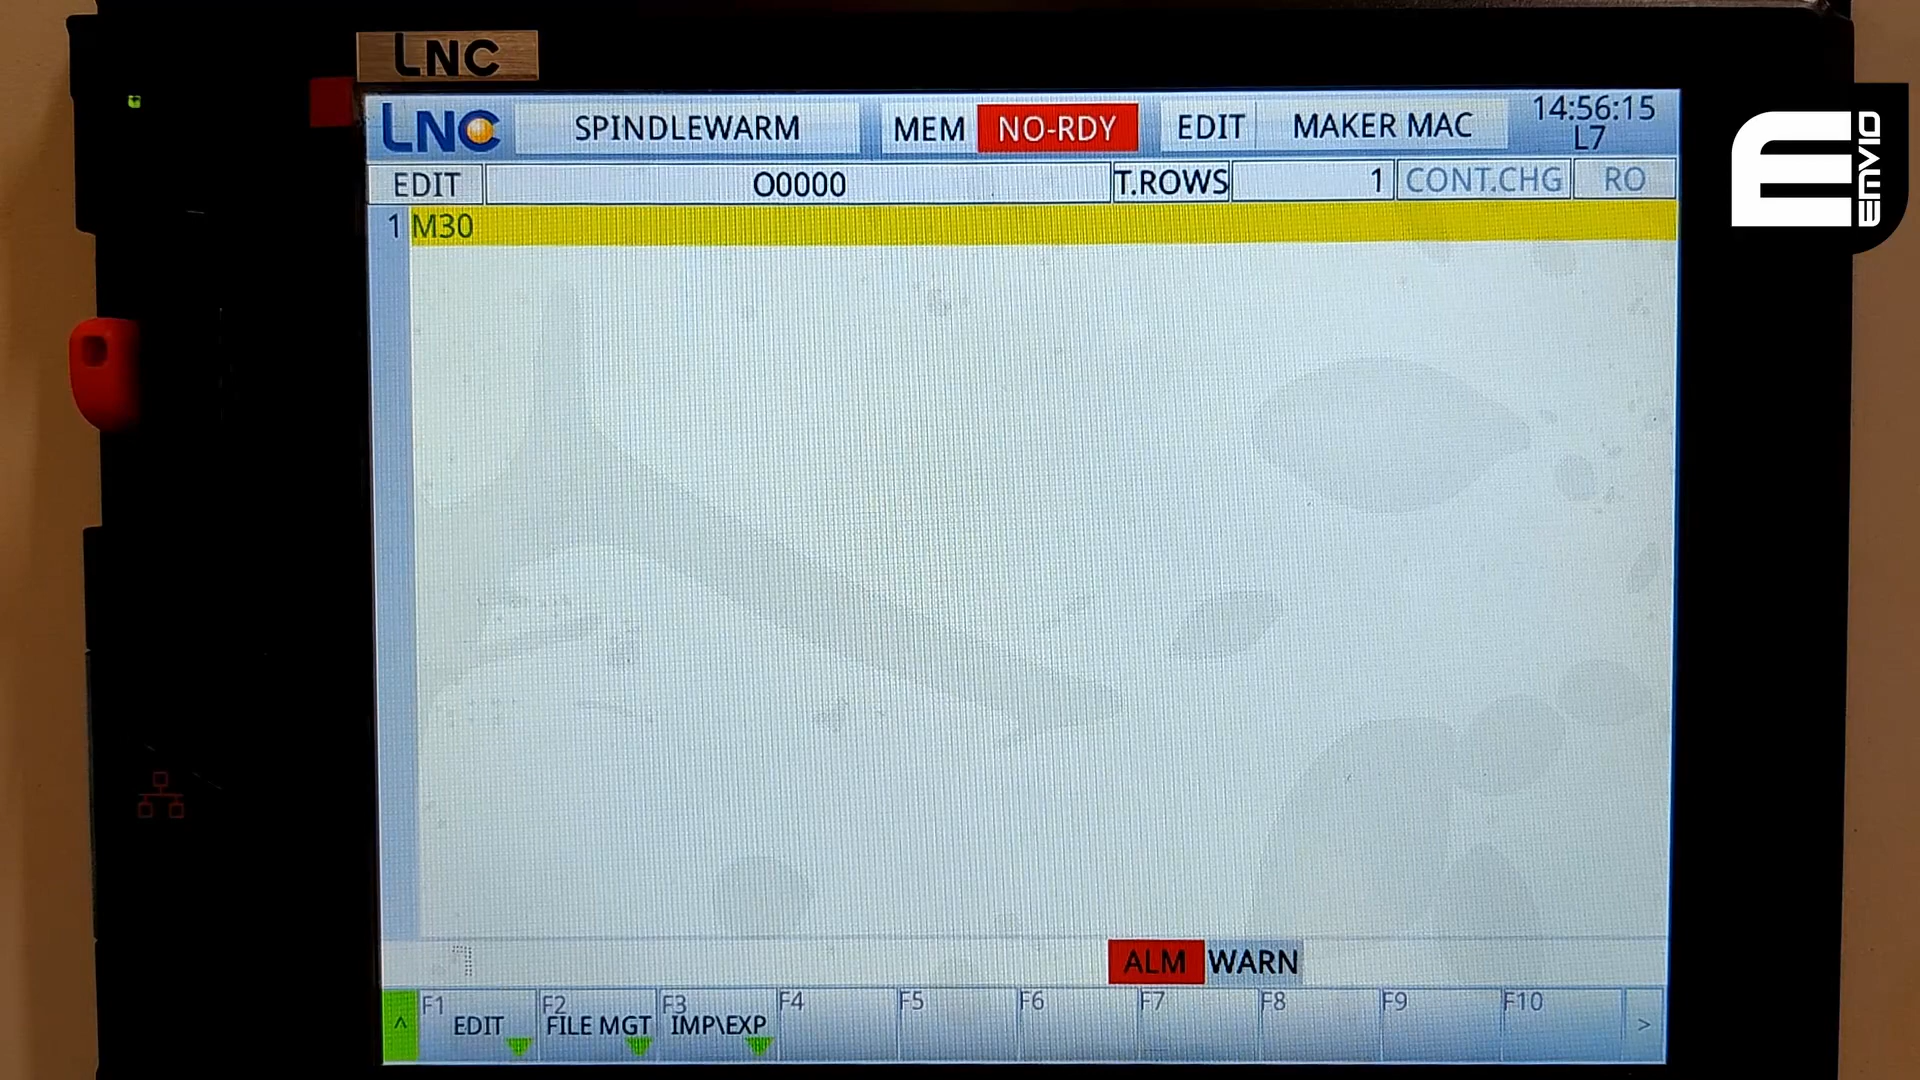 LNC
LNC SPINDLEWARM MEM NO-RDY EDIT MAKER MAC 14:56:15
L7
EDIT O0000 T.ROWS 1 CONT.CHG RO
1 M30
ALM WARN
^ F1 F2 F3 F4 F5 F6 F7 F8 F9 F10 >
EDIT FILE MGT IMP\EXP
ENVIO